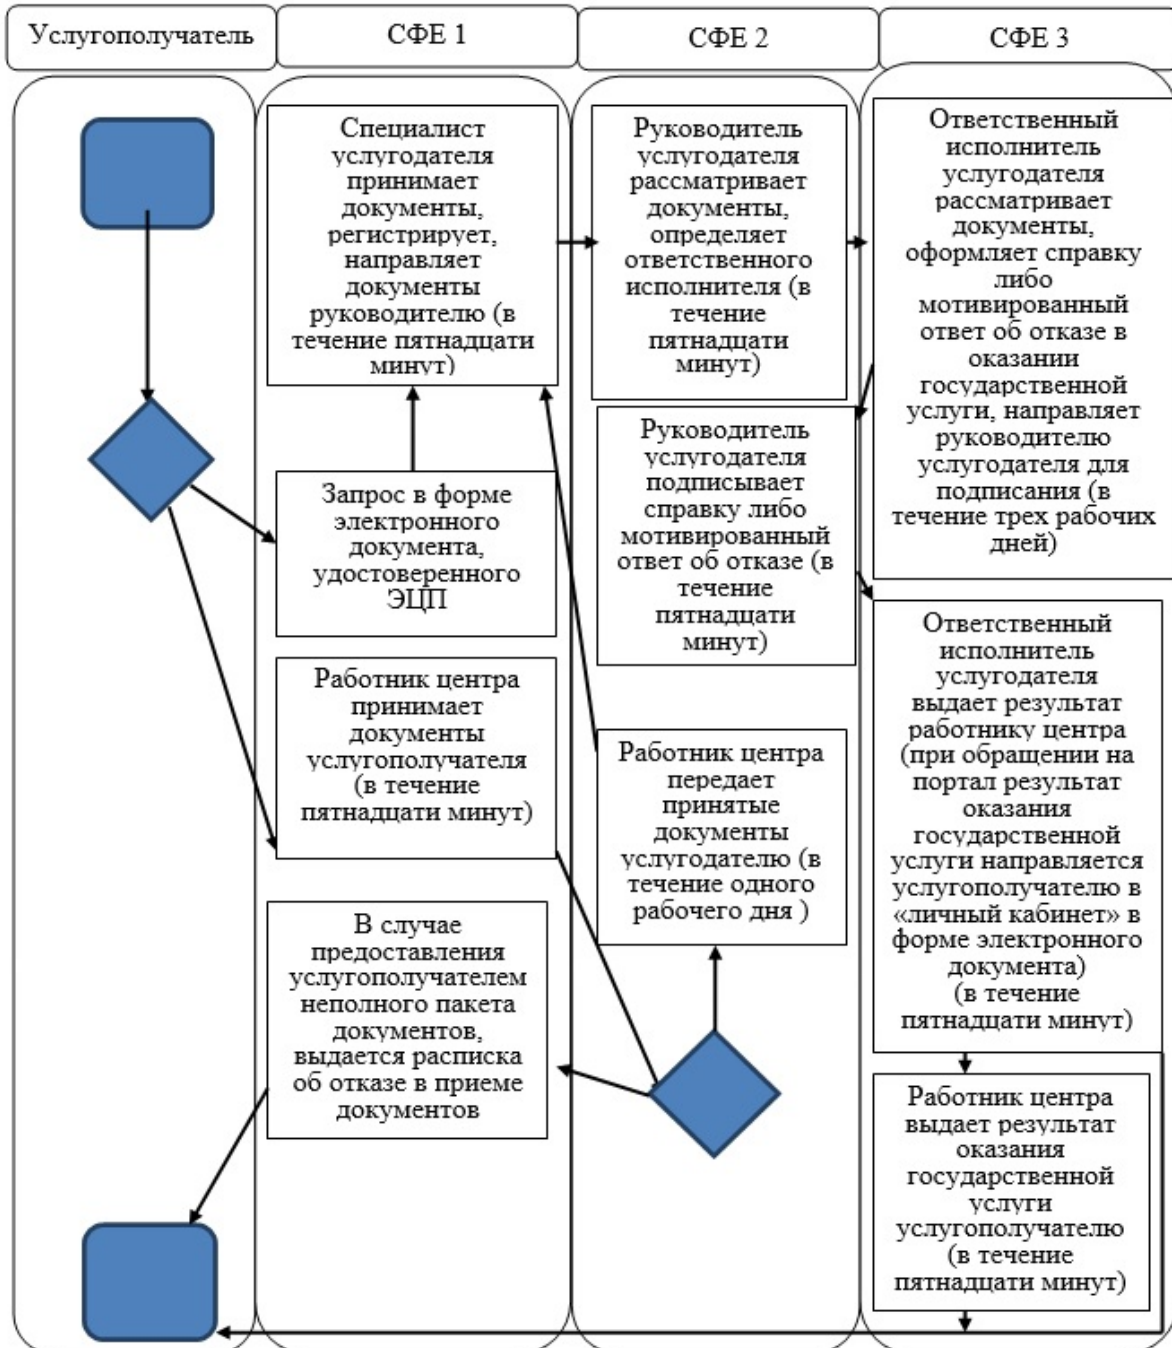 Услугополучатель
СФЕ 1
СФЕ 2
СФЕ 3
Специалист
услугодателя
принимает
документы,
регистрирует,
направляет
документы
руководителю (в
течение пятнадцати
минут)
Запрос в форме
электронного
документа,
удостоверенного
ЭЦП
Работник центра
принимает
документы
услугополучателя
(в течение
пятнадцати минут)
В случае
предоставления
услугополучателем
неполного пакета
документов,
выдается расписка
об отказе в приеме
документов
Руководитель
услугодателя
рассматривает
документы,
определяет
ответственного
исполнителя (в
течение
пятнадцати
минут)
Руководитель
услугодателя
подписывает
справку либо
мотивированный
ответ об отказе (в
течение
пятнадцати
минут)
Работник центра
передает
принятые
документы
услугодателю (в
течение одного
рабочего дня )
Ответственный
исполнитель
услугодателя
рассматривает
документы,
оформляет справку
либо
мотивированный
ответ об отказе в
оказании
государственной
услуги, направляет
руководителю
услугодателя для
подписания (в
течение трех рабочих
дней)
Ответственный
исполнитель
услугодателя
выдает результат
работнику центра
(при обращении на
портал результат
оказания
государственной
услуги направляется
услугополучателю в
«личный кабинет» в
форме электронного
документа)
(в течение
пятнадцати минут)
Работник центра
выдает результат
оказания
государственной
услуги
услугополучателю
(в течение
пятнадцати минут)